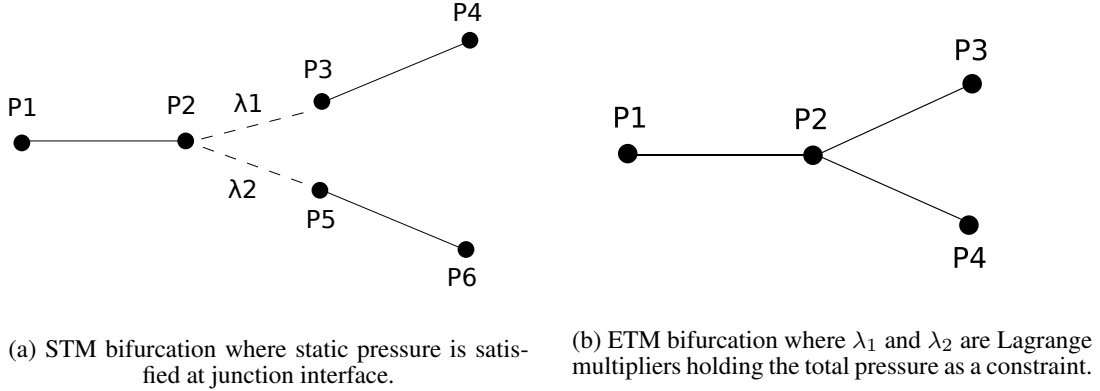 P4
P3
λ1
P1
P2
λ2
P5
P6
P3
P1
P2
P4
(a) STM bifurcation where static pressure is satis-
fied at junction interface.
(b) ETM bifurcation where λ₁ and λ₂ are Lagrange
multipliers holding the total pressure as a constraint.